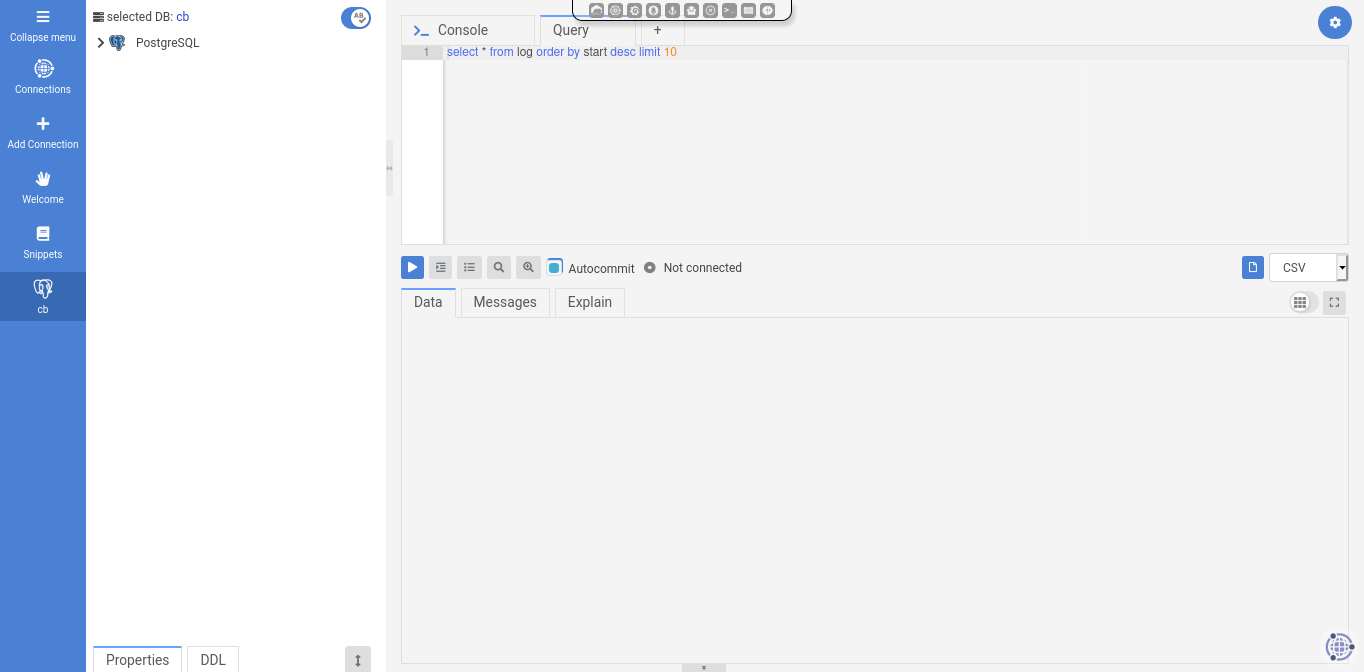 Collapse menu
Connections
Add Connection
Welcome
Snippets
cb
selected DB: cb
AB
PostgreSQL
Properties
DDL
Console
Query
+
1
select * from log order by start desc limit 10
Autocommit
Not connected
CSV
Data
Messages
Explain